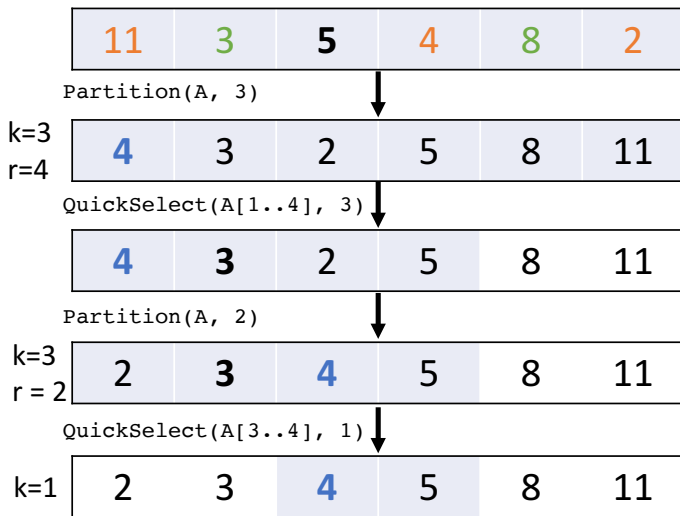 11 3 5 4 8 2
Partition(A, 3)
k=3
r=4
4 3 2 5 8 11
QuickSelect(A[1..4], 3)
4 3 2 5 8 11
Partition(A, 2)
k=3
r = 2
2 3 4 5 8 11
QuickSelect(A[3..4], 1)
k=1
2 3 4 5 8 11